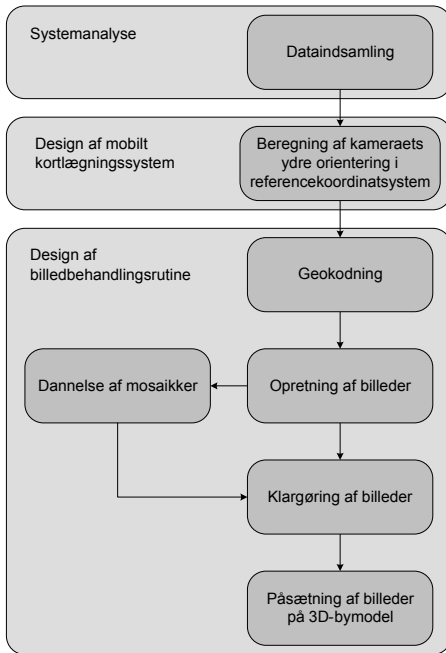 Systemanalyse
Dataindsamling
Design af mobilt
kortlægningssystem
Beregning af kameraets
ydre orientering i
referencekoordinatsystem
Design af
billedbehandlingsrutine
Geokodning
Dannelse af mosaikker
Opretning af billeder
Klargøring af billeder
Påsætning af billeder
på 3D-bymodel